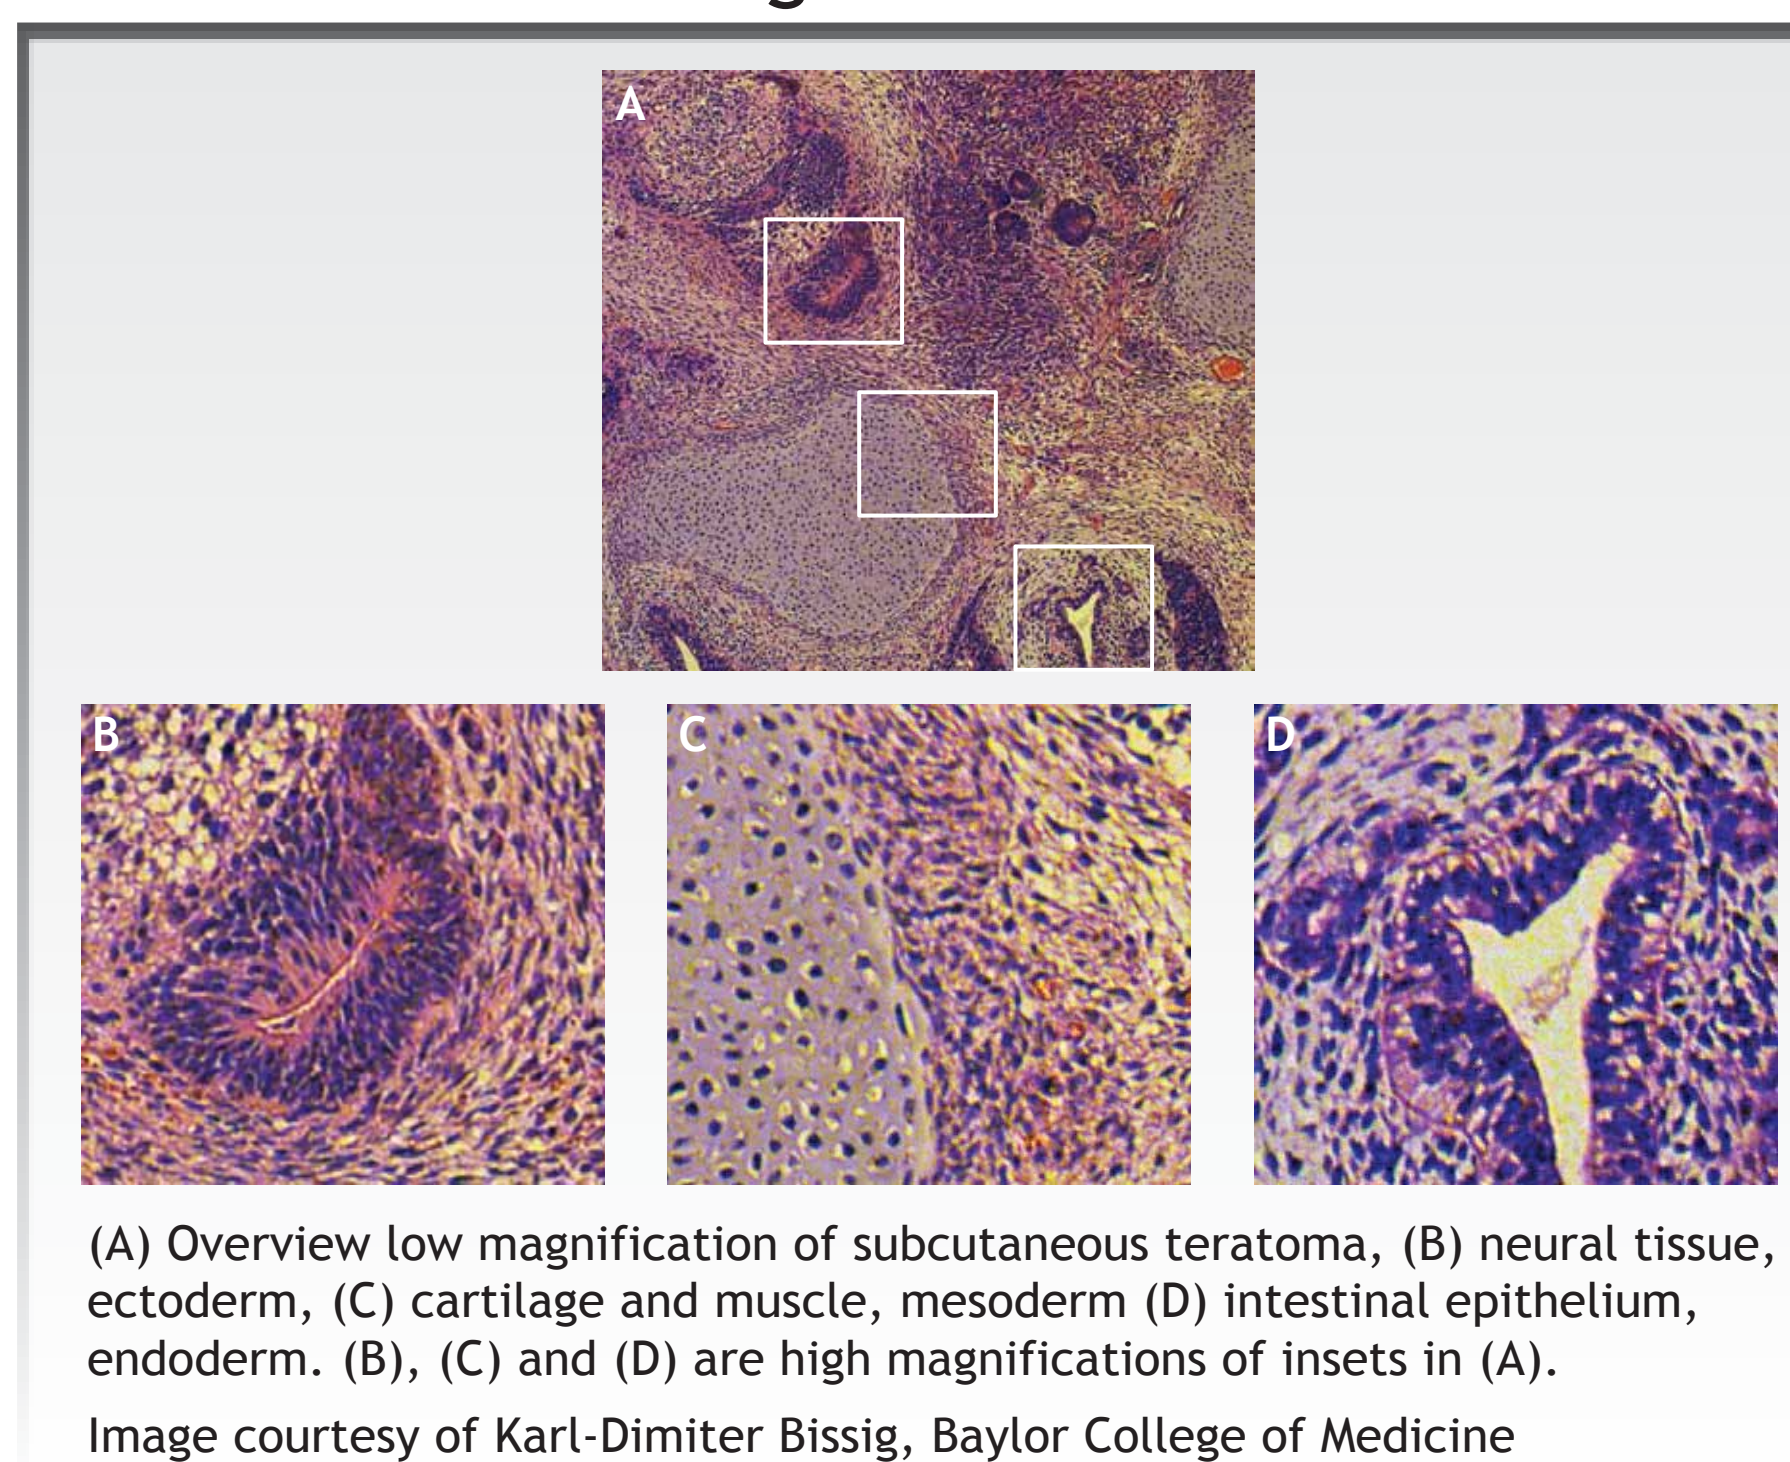 A
B
C
D
(A) Overview low magnification of subcutaneous teratoma, (B) neural tissue,
ectoderm, (C) cartilage and muscle, mesoderm (D) intestinal epithelium,
endoderm. (B), (C) and (D) are high magnifications of insets in (A).
Image courtesy of Karl-Dimiter Bissig, Baylor College of Medicine